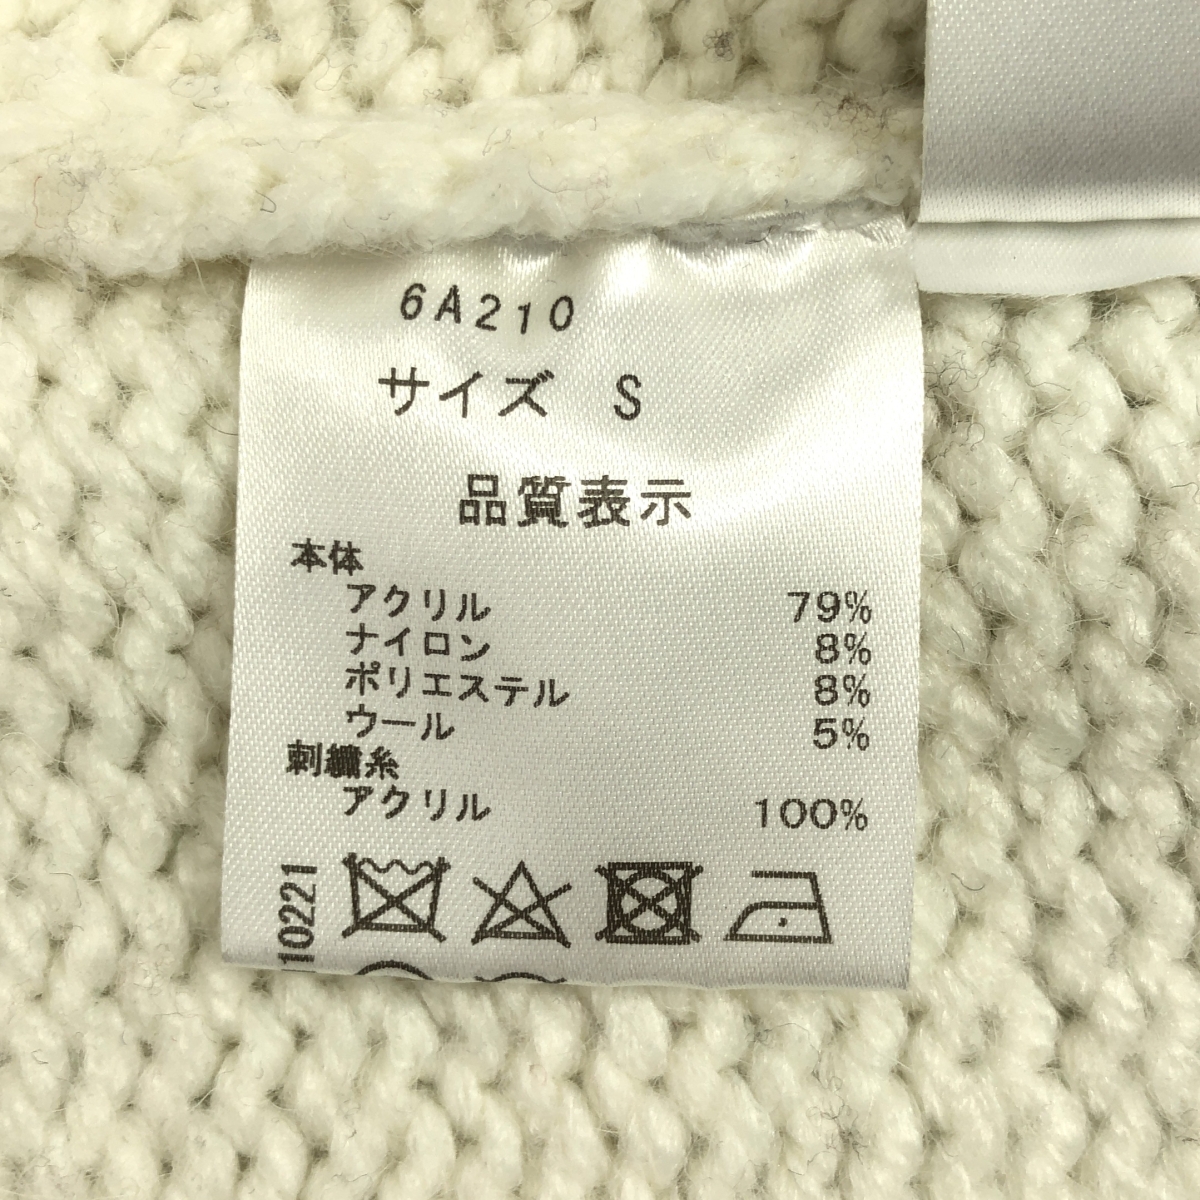 6A210
サイズ S
品質表示
本体
アクリル 79%
ナイロン 8%
ポリエステル 8%
ウール 5%
刺繍糸
アクリル 100%
10221